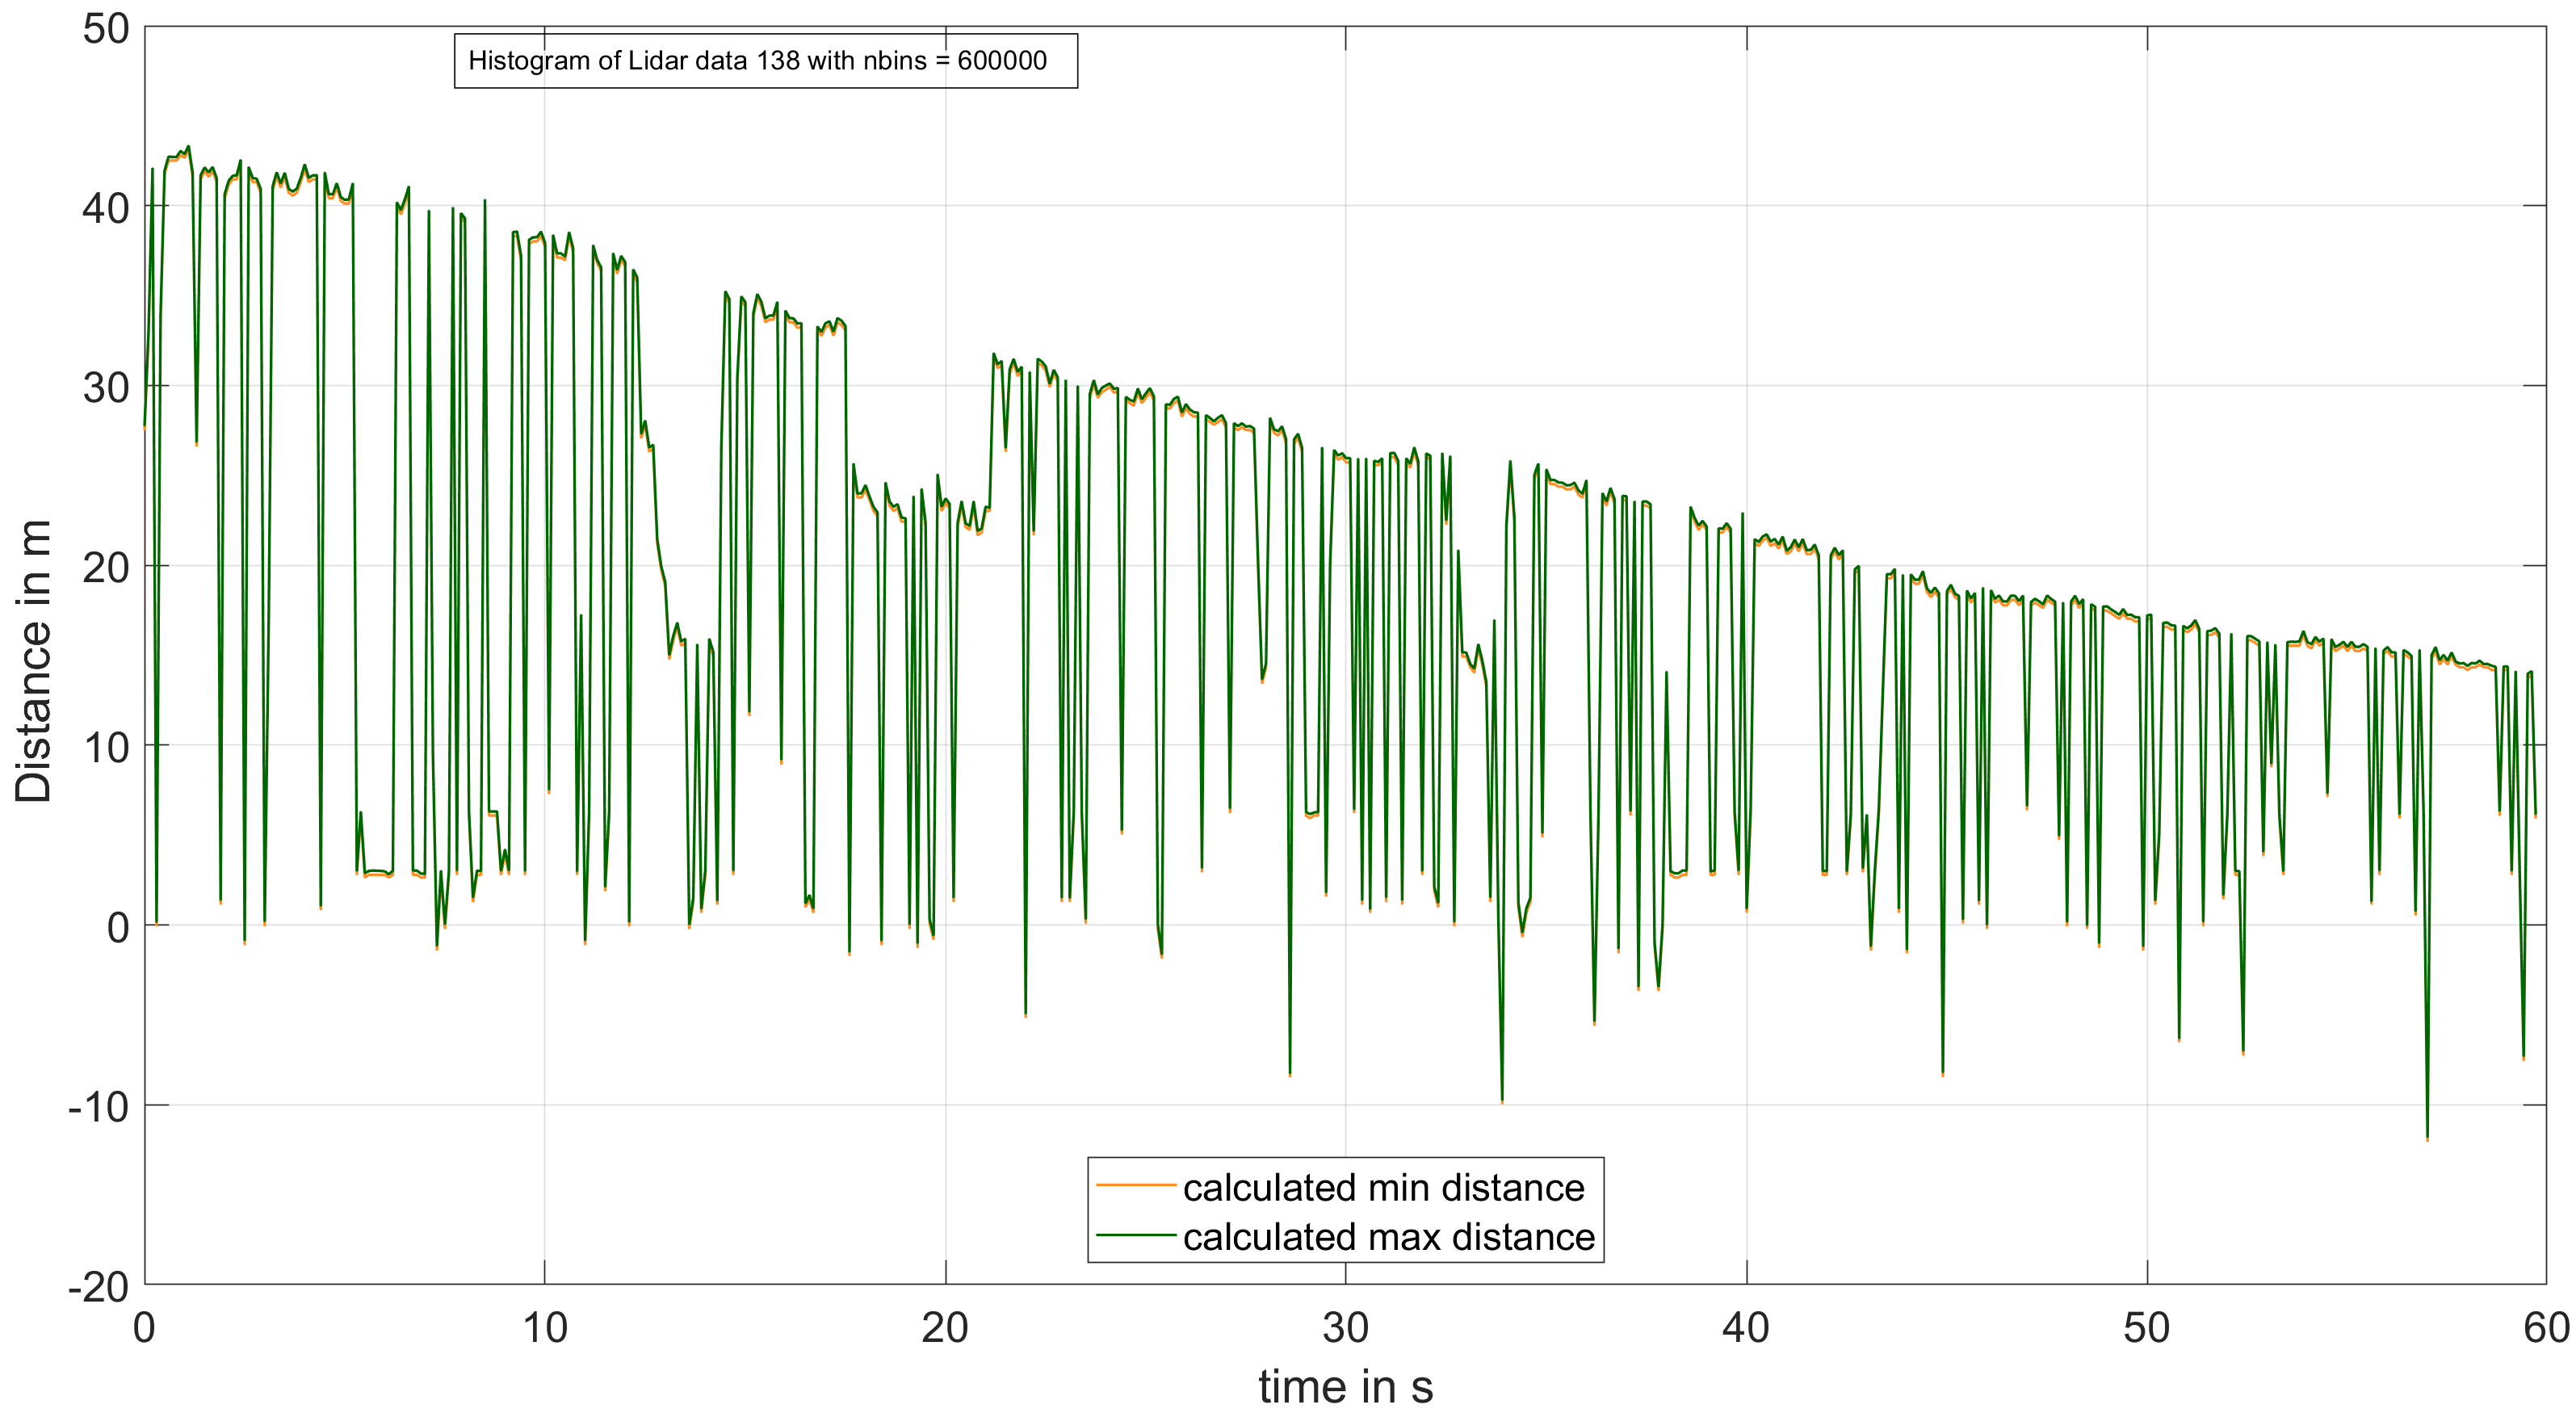 50
Histogram of Lidar data 138 with nbins = 600000
40
30
20
10
0
-10
-20
Distance in m
calculated min distance
calculated max distance
0 10 20 30 40 50 60
time in s